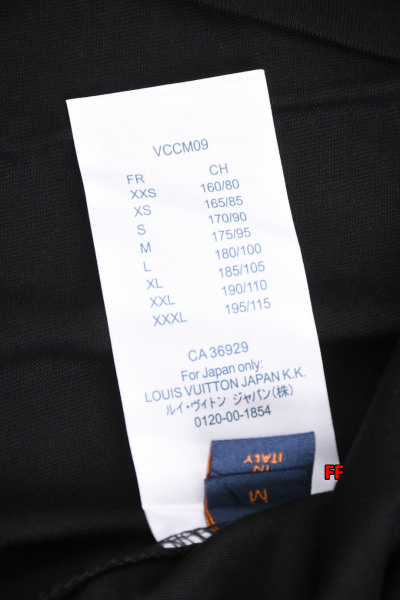 VCCM09
FR CH
XXS 160/80
XS 165/85
S 170/90
M 175/95
L 180/100
XL 185/105
XXL 190/110
XXXL 195/115
CA 36929
For Japan only:
LOUIS VUITTON JAPAN K.K.
ルイ・ヴィトン ジャパン(株)
0120-00-1854
IN
ITALY
M
FF